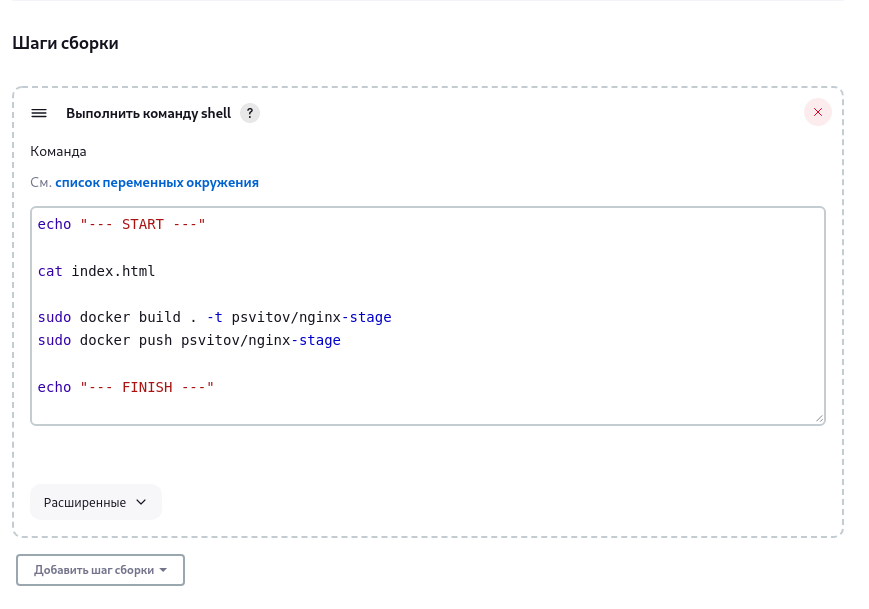 Шаги сборки
Выполнить команду shell ?
Команда
См. список переменных окружения
echo "--- START ---"
cat index.html
sudo docker build . -t psvitov/nginx-stage
sudo docker push psvitov/nginx-stage
echo "--- FINISH ---"
Расширенные
Добавить шаг сборки